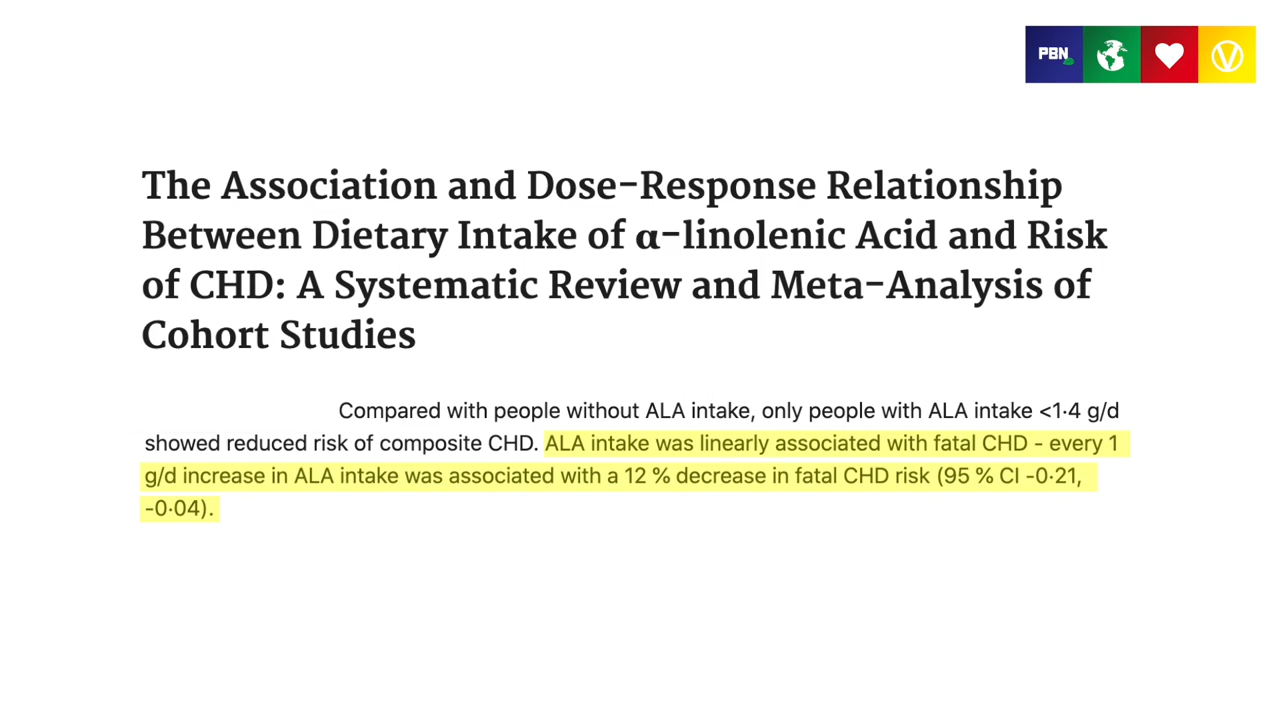 PBN
The Association and Dose-Response Relationship
Between Dietary Intake of α-linolenic Acid and Risk
of CHD: A Systematic Review and Meta-Analysis of
Cohort Studies
Compared with people without ALA intake, only people with ALA intake <1·4 g/d
showed reduced risk of composite CHD. ALA intake was linearly associated with fatal CHD - every 1
g/d increase in ALA intake was associated with a 12 % decrease in fatal CHD risk (95 % CI -0·21,
-0·04).